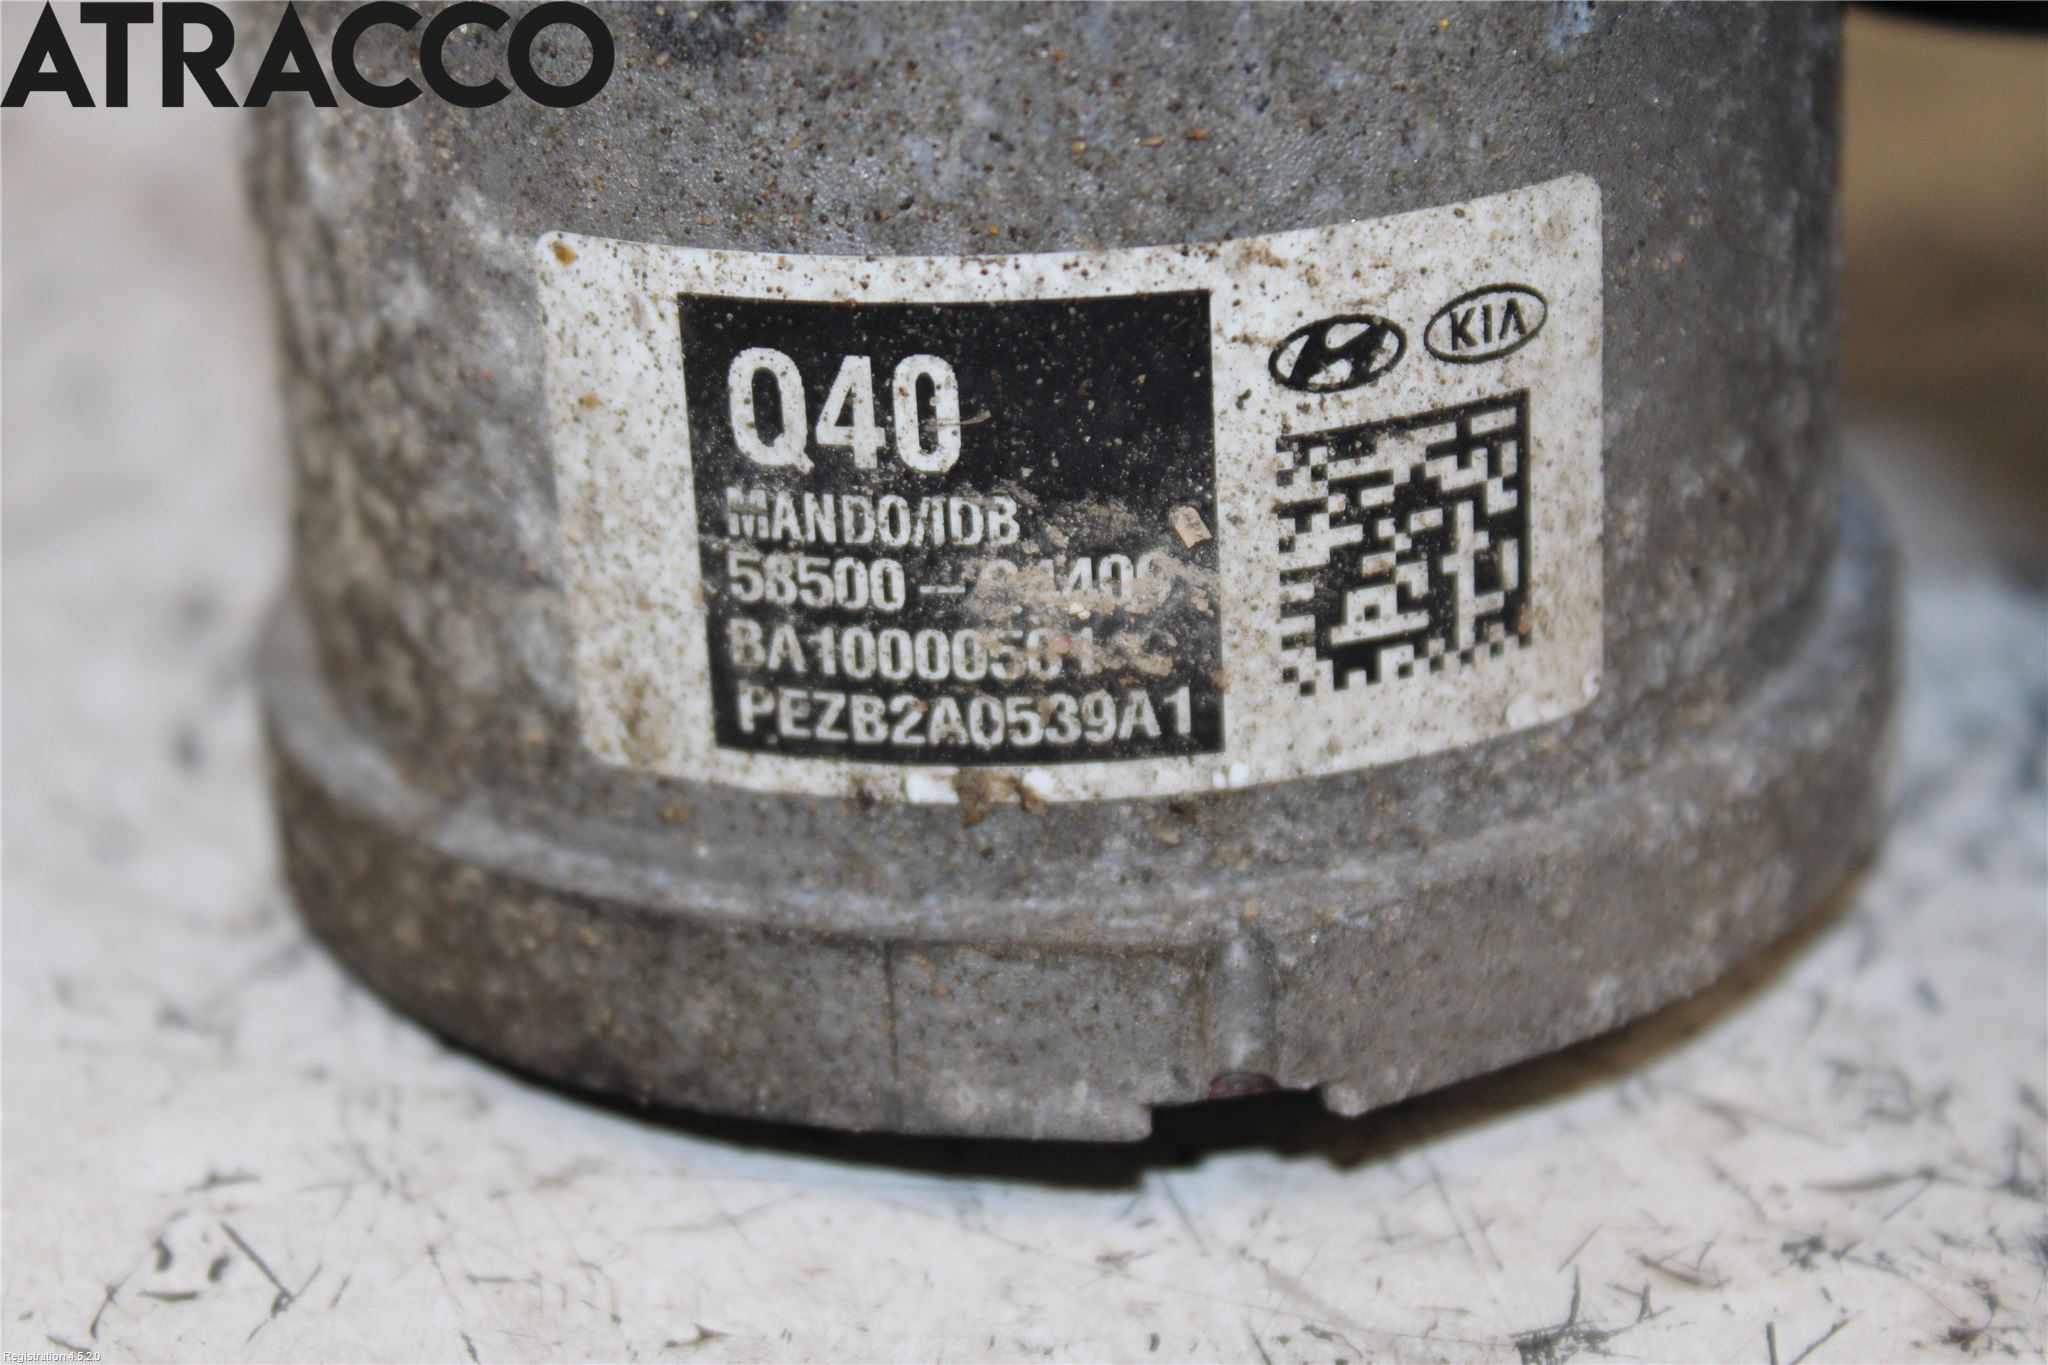 ATRACCO
KIA
Q40
MANDO/IDB
PEZB2A0539A1
Registration 4.5.2.0